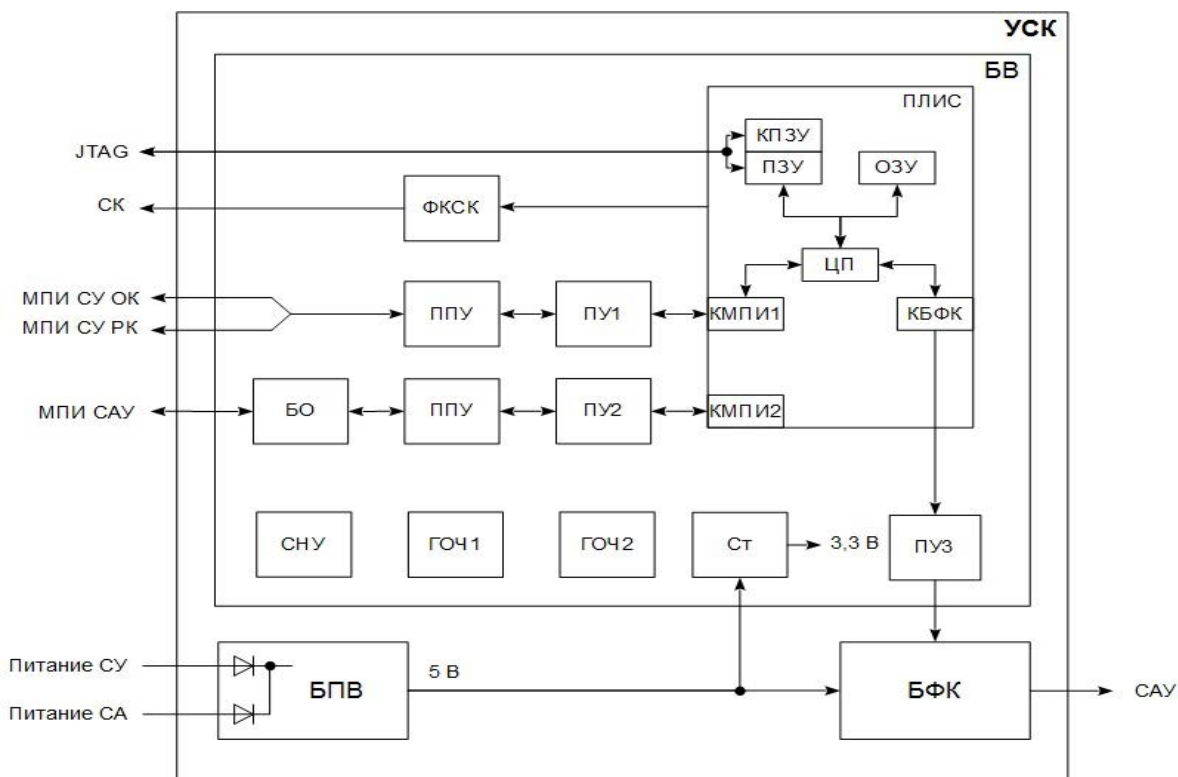 УСК
БВ
ПЛИС
КПЗУ
JTAG
ПЗУ
ОЗУ
СК
ФКСК
ЦП
МПИ СУ ОК
МПИ СУ РК
ППУ
ПУ1
КМПИ1
КБФК
МПИ САУ
БО
ППУ
ПУ2
КМПИ2
СНУ
ГОЧ1
ГОЧ2
Ст
3,3 В
ПУ3
Питание СУ
5 В
БПВ
БФК
САУ
Питание СА